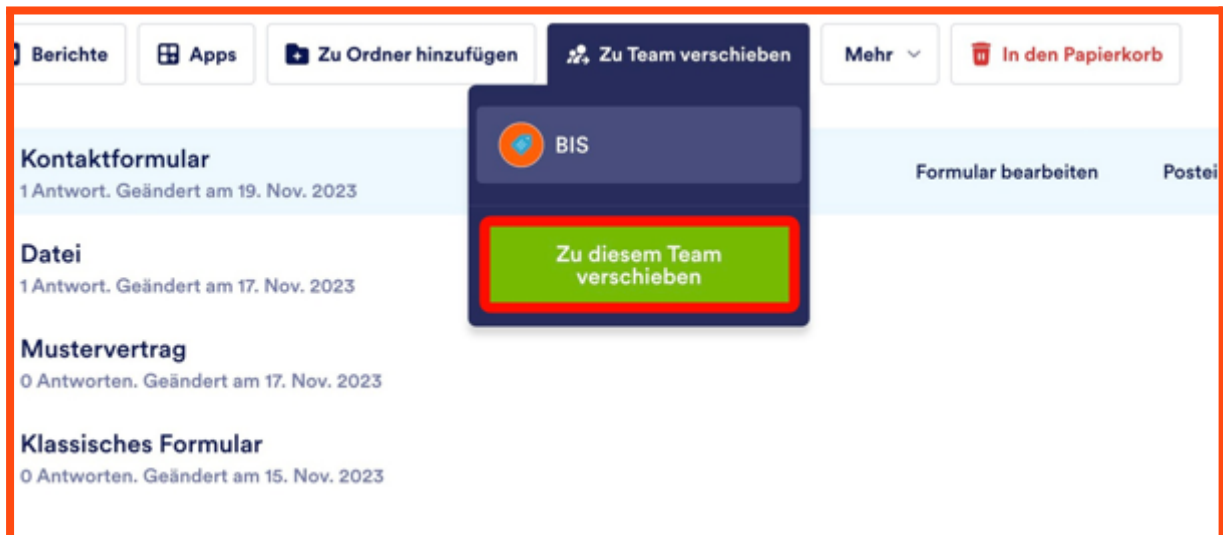 Berichte
Apps
Zu Ordner hinzufügen
Zu Team verschieben
Mehr
In den Papierkorb
BIS
Kontaktformular
1 Antwort. Geändert am 19. Nov. 2023
Formular bearbeiten
Postei
Zu diesem Team
verschieben
Datei
1 Antwort. Geändert am 17. Nov. 2023
Mustervertrag
0 Antworten. Geändert am 17. Nov. 2023
Klassisches Formular
0 Antworten. Geändert am 15. Nov. 2023